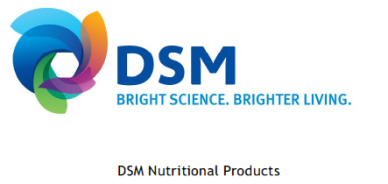 DSM
BRIGHT SCIENCE. BRIGHTER LIVING.
DSM Nutritional Products